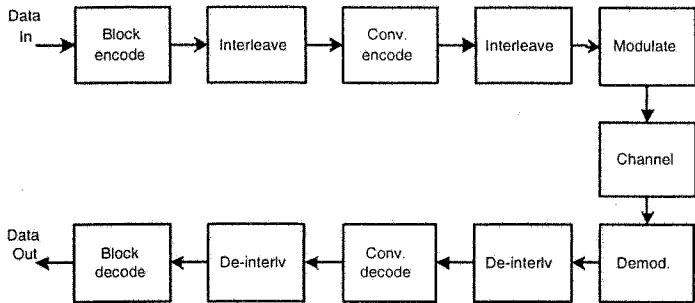 Data
In
Block
encode
Interleave
Conv.
encode
Interleave
Modulate
Channel
Data
Out
Block
decode
De-interlv
Conv.
decode
De-interlv
Demod.